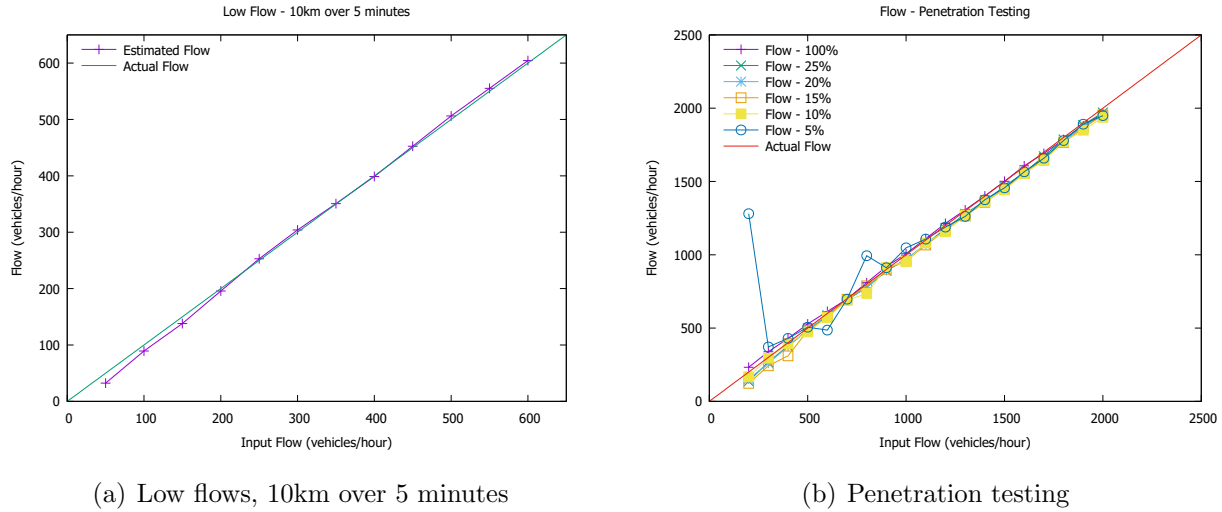 Low Flow - 10km over 5 minutes
Estimated Flow
Actual Flow
600
500
400
300
200
100
0
0 100 200 300 400 500 600
Flow (vehicles/hour)
Input Flow (vehicles/hour)
(a) Low flows, 10km over 5 minutes
Flow - Penetration Testing
Flow - 100%
Flow - 25%
Flow - 20%
Flow - 15%
Flow - 10%
Flow - 5%
Actual Flow
2500
2000
1500
1000
500
0
0 500 1000 1500 2000 2500
Flow (vehicles/hour)
Input Flow (vehicles/hour)
(b) Penetration testing